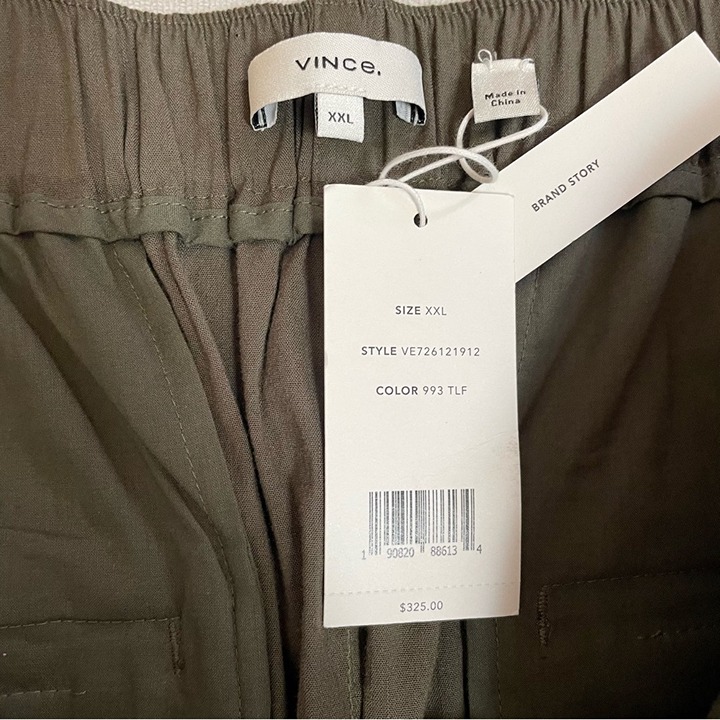 VINCe.
XXL
Made in
China
BRAND STORY
SIZE XXL
STYLE VE726121912
COLOR 993 TLF
1 90820 88613 4
$325.00